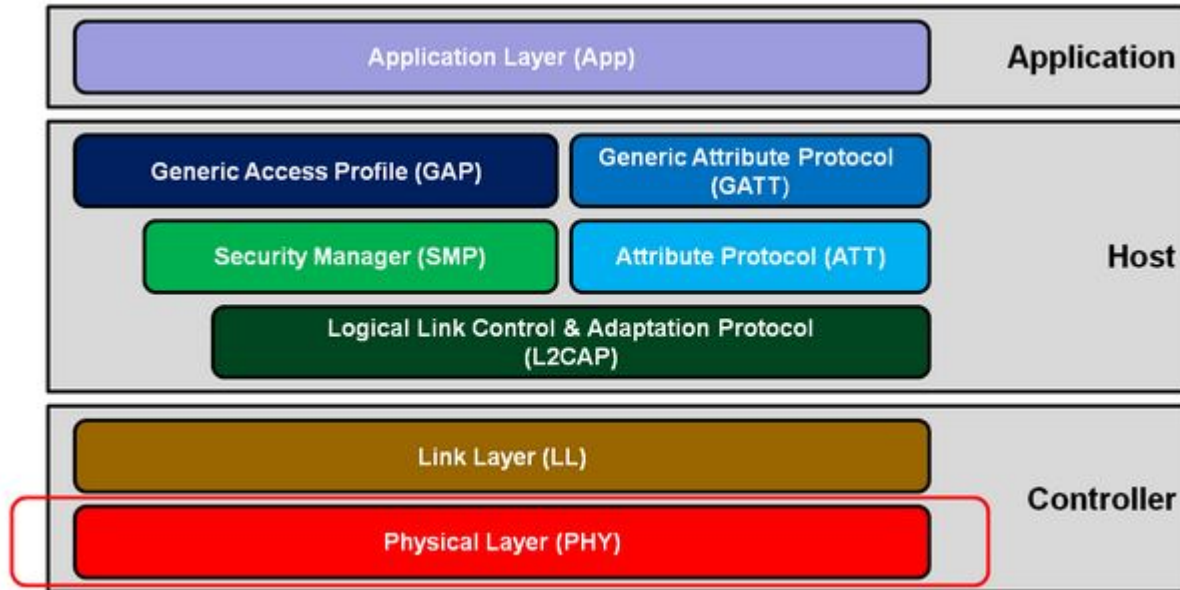 Application Layer (App)
Application
Generic Access Profile (GAP)
Generic Attribute Protocol
(GATT)
Security Manager (SMP)
Attribute Protocol (ATT)
Host
Logical Link Control & Adaptation Protocol
(L2CAP)
Link Layer (LL)
Controller
Physical Layer (PHY)